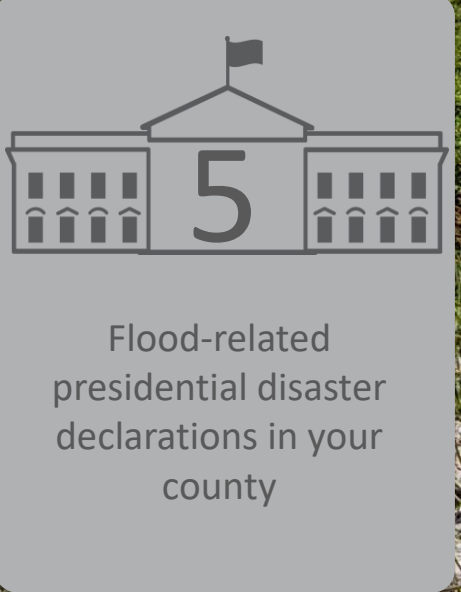 5
Flood-related
presidential disaster
declarations in your
county